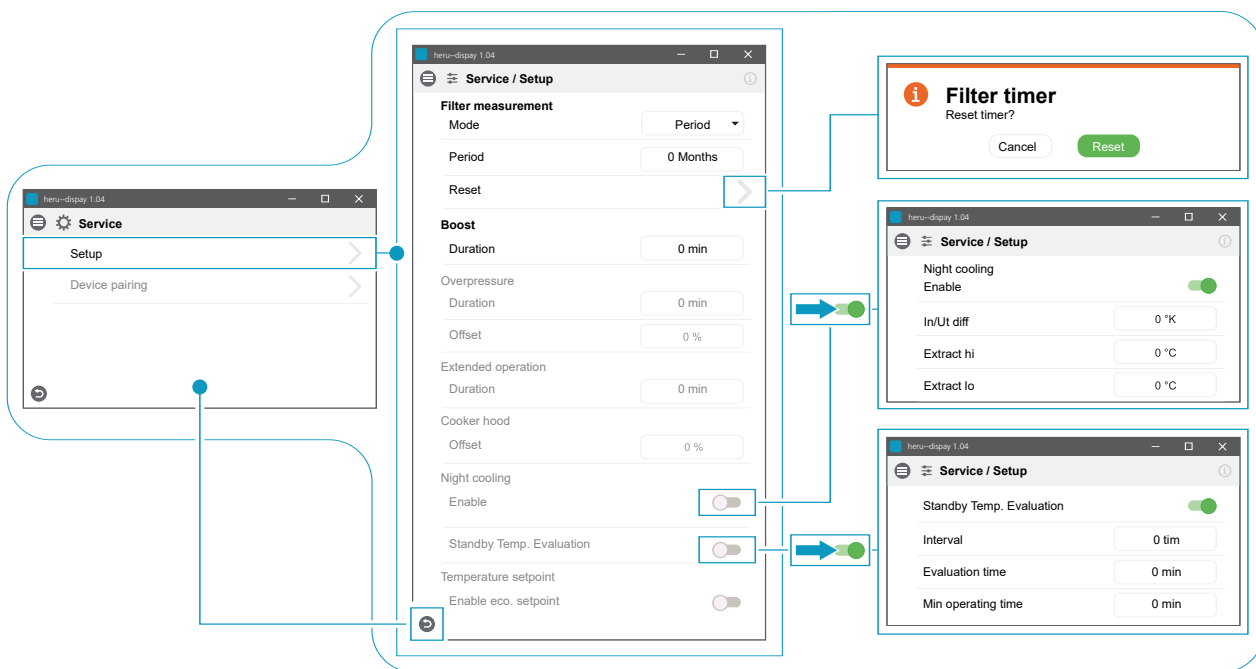 heru--dispay 1.04
Service
Setup
Device pairing
heru--dispay 1.04
Service / Setup
Filter measurement
Mode Period
Period 0 Months
Reset
Boost
Duration 0 min
Overpressure
Duration 0 min
Offset 0 %
Extended operation
Duration 0 min
Cooker hood
Offset 0 %
Night cooling
Enable
Standby Temp. Evaluation
Temperature setpoint
Enable eco. setpoint
Filter timer
Reset timer?
Cancel Reset
heru--dispay 1.04
Service / Setup
Night cooling
Enable
In/Ut diff 0 °K
Extract hi 0 °C
Extract lo 0 °C
heru--dispay 1.04
Service / Setup
Standby Temp. Evaluation
Interval 0 tim
Evaluation time 0 min
Min operating time 0 min